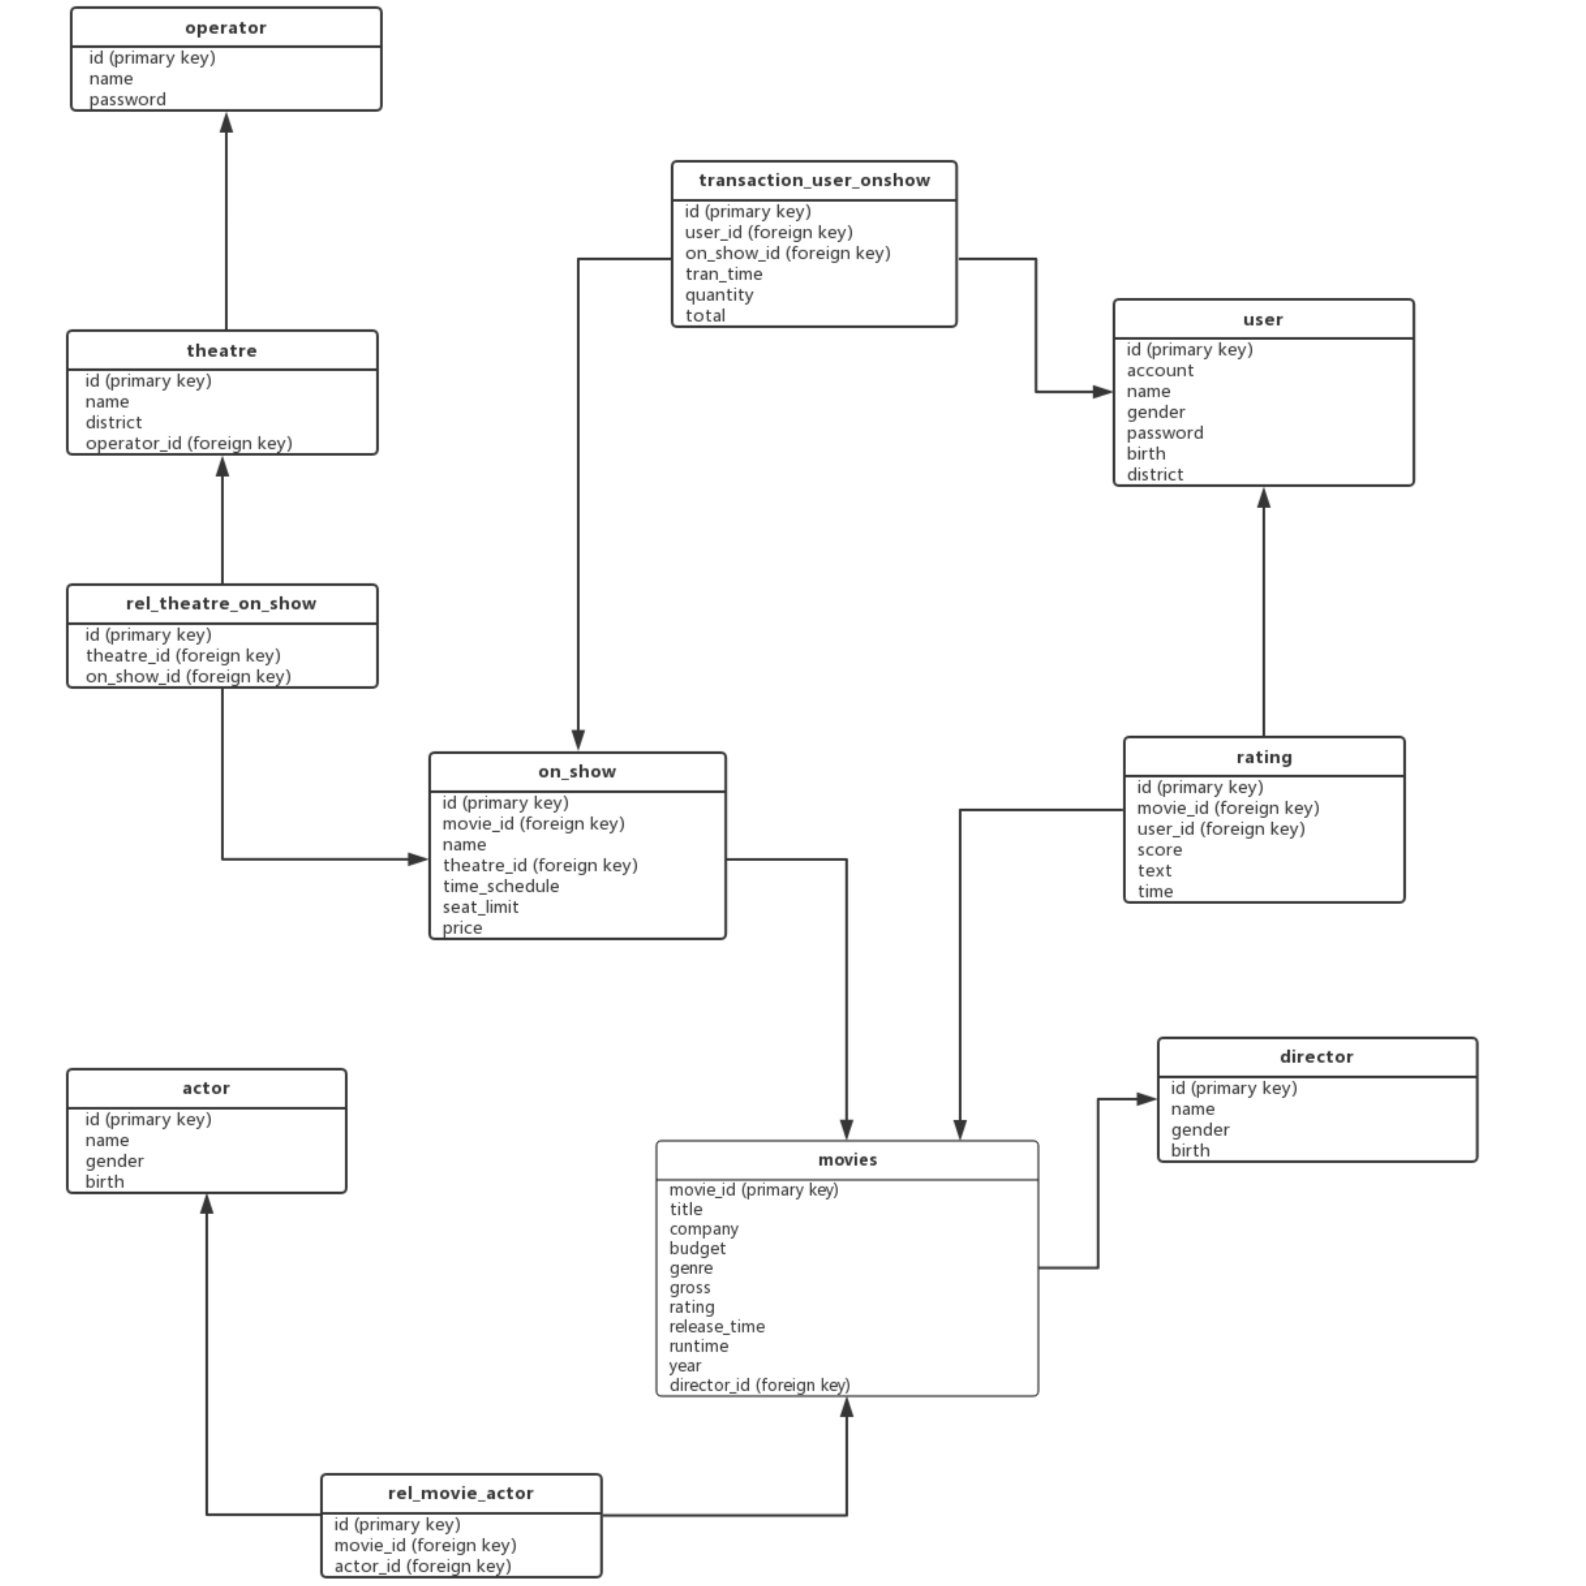 operator
id (primary key)
name
password
transaction_user_onshow
id (primary key)
user_id (foreign key)
on_show_id (foreign key)
tran_time
quantity
total
user
id (primary key)
account
name
gender
password
birth
district
theatre
id (primary key)
name
district
operator_id (foreign key)
rel_theatre_on_show
id (primary key)
theatre_id (foreign key)
on_show_id (foreign key)
on_show
id (primary key)
movie_id (foreign key)
name
theatre_id (foreign key)
time_schedule
seat_limit
price
rating
id (primary key)
movie_id (foreign key)
user_id (foreign key)
score
text
time
director
id (primary key)
name
gender
birth
actor
id (primary key)
name
gender
birth
movies
movie_id (primary key)
title
company
budget
genre
gross
rating
release_time
runtime
year
director_id (foreign key)
rel_movie_actor
id (primary key)
movie_id (foreign key)
actor_id (foreign key)